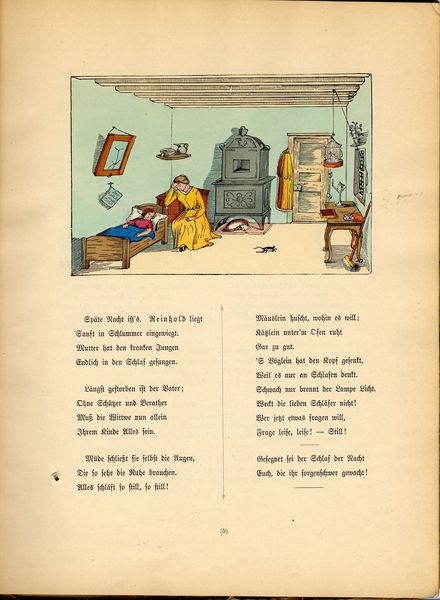 Späte Nacht ist's. Reinhold liegt
Sanft in Schlummer eingewiegt.
Mutter hat den kranken Jungen
Endlich in den Schlaf gesungen.
Längst gestorben ist der Vater;
Ohne Schützer und Berather
Muß die Wittwe nun allein
Ihrem Kinde Alles sein.
Müde schließt sie selbst die Augen,
Die so sehr die Ruhe brauchen.
Alles schläft so still, so still!
Mäuslein huscht, wohin es will;
Kätzlein unter'm Ofen ruht
Gar zu gut.
'S Vöglein hat den Kopf gesenkt,
Weil es nur an Schlafen denkt.
Schwach nur brennt der Lampe Licht.
Weckt die lieben Schläfer nicht!
Wer jetzt etwas fragen will,
Frage leise, leise! — Still!
Gesegnet sei der Schlaf der Nacht
Euch, die ihr sorgenschwer gewacht!
(5)